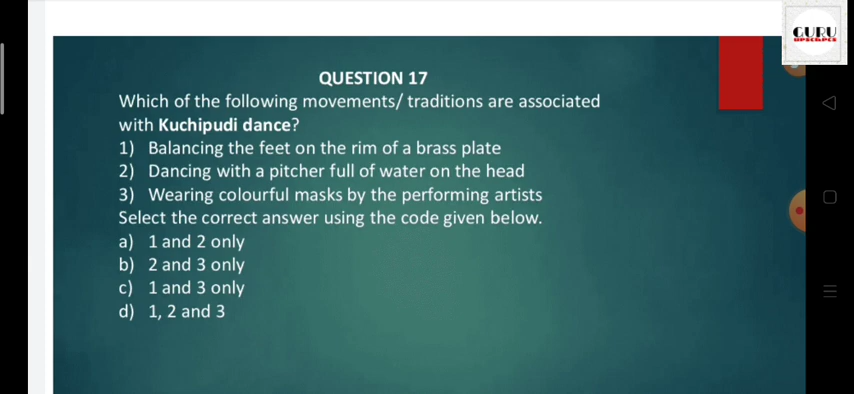 GURU
UPSC&PCS
QUESTION 17
Which of the following movements/ traditions are associated
with Kuchipudi dance?
1) Balancing the feet on the rim of a brass plate
2) Dancing with a pitcher full of water on the head
3) Wearing colourful masks by the performing artists
Select the correct answer using the code given below.
a) 1 and 2 only
b) 2 and 3 only
c) 1 and 3 only
d) 1, 2 and 3